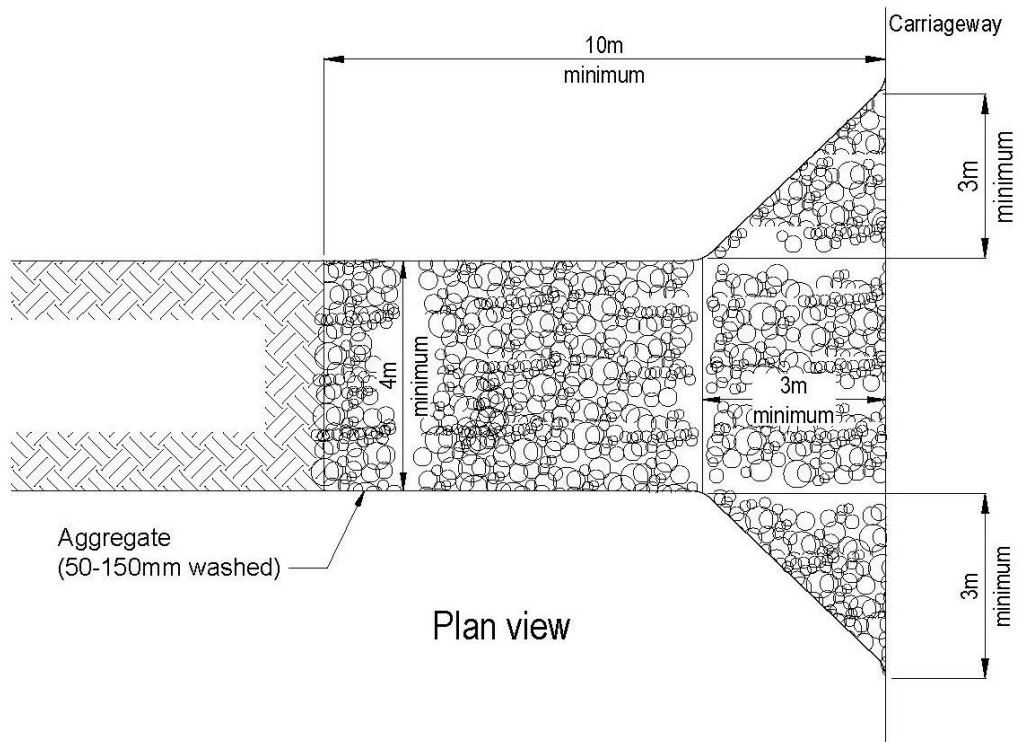 Carriageway
10m
minimum
3m
minimum
4m
minimum
3m
minimum
Aggregate
(50-150mm washed)
3m
minimum
Plan view